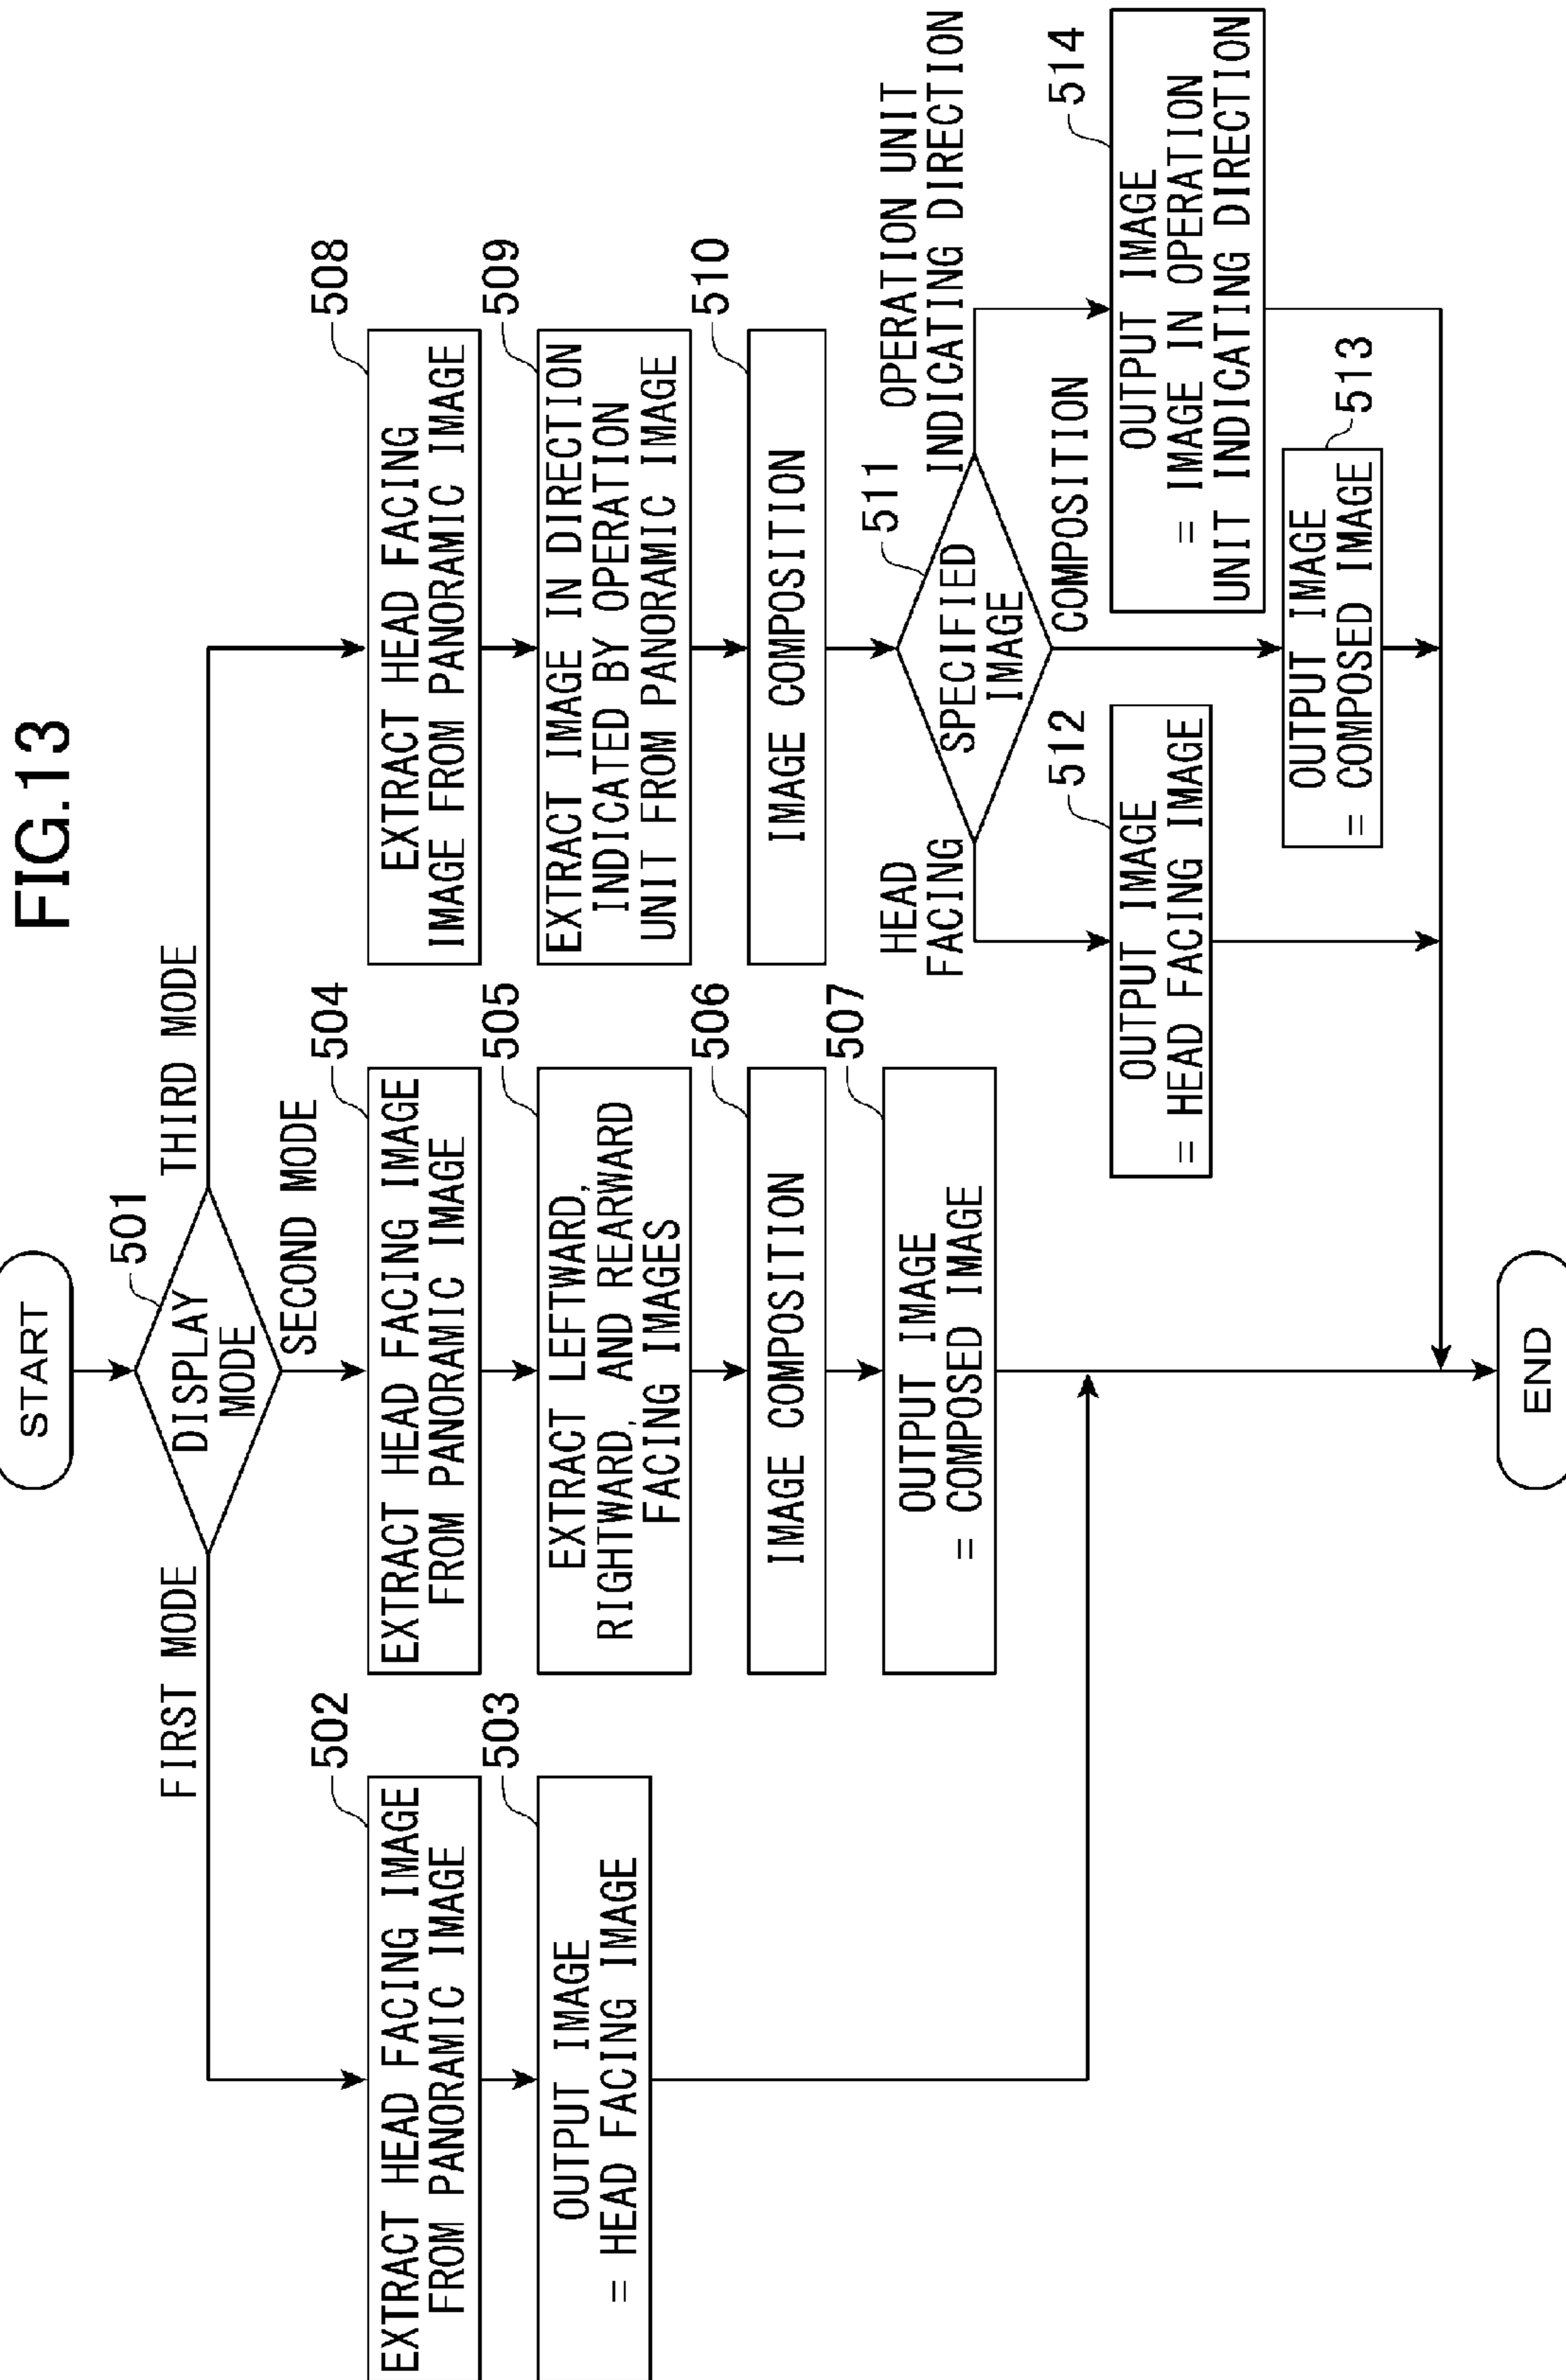 FIG.13
START
DISPLAY
MODE
501
FIRST MODE
SECOND MODE
THIRD MODE
502
EXTRACT HEAD FACING IMAGE
FROM PANORAMIC IMAGE
503
OUTPUT IMAGE
= HEAD FACING IMAGE
504
EXTRACT HEAD FACING IMAGE
FROM PANORAMIC IMAGE
505
EXTRACT LEFTWARD,
RIGHTWARD, AND REARWARD
FACING IMAGES
506
IMAGE COMPOSITION
507
OUTPUT IMAGE
= COMPOSED IMAGE
508
EXTRACT HEAD FACING
IMAGE FROM PANORAMIC IMAGE
509
EXTRACT IMAGE IN DIRECTION
INDICATED BY OPERATION
UNIT FROM PANORAMIC IMAGE
510
IMAGE COMPOSITION
511
SPECIFIED
IMAGE
HEAD
FACING
COMPOSITION
OPERATION UNIT
INDICATING DIRECTION
512
OUTPUT IMAGE
= HEAD FACING IMAGE
513
OUTPUT IMAGE
= COMPOSED IMAGE
514
OUTPUT IMAGE
= IMAGE IN OPERATION
UNIT INDICATING DIRECTION
END